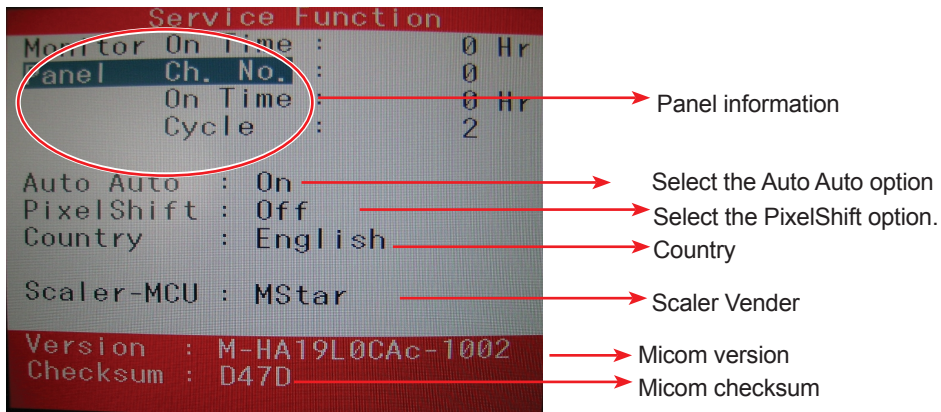 Service Function
Monitor On Time : 0 Hr
Panel Ch. No. : 0
On Time : 0 Hr
Cycle : 2
Panel information
Auto Auto : On
Select the Auto Auto option
PixelShift : Off
Select the PixelShift option.
Country : English
Country
Scaler-MCU : MStar
Scaler Vender
Version : M-HA19L0CAc-1002
Micom version
Checksum : D47D
Micom checksum